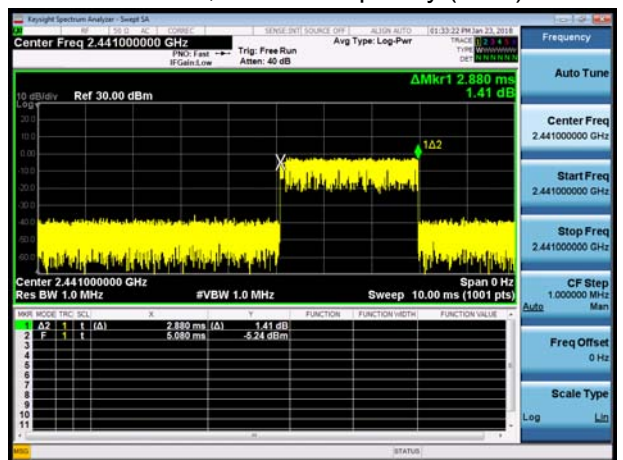 Keysight Spectrum Analyzer - Swept SA
RF 50 Ω AC CORREC SENSE:INT SOURCE OFF ALIGN AUTO 01:33:22 PM Jan 23, 2018
Center Freq 2.441000000 GHz
PNO: Fast
IFGain:Low
Trig: Free Run
Atten: 40 dB
Avg Type: Log-Pwr
TRACE 1 2 3 4 5 6
TYPE WWWWWW
DET N N N N N N
ΔMkr1 2.880 ms
1.41 dB
10 dB/div Ref 30.00 dBm
Log
20.0
10.0
0.00
-10.0
-20.0
-30.0
-40.0
-50.0
-60.0
X
1Δ2
Center 2.441000000 GHz
Span 0 Hz
Res BW 1.0 MHz
#VBW 1.0 MHz
Sweep 10.00 ms (1001 pts)
MKR MODE TRC SCL X Y FUNCTION FUNCTION WIDTH FUNCTION VALUE
1 Δ2 1 t (Δ) 2.880 ms (Δ) 1.41 dB
2 F 1 t 5.080 ms -5.24 dBm
3
4
5
6
7
8
9
10
11
MSG
STATUS
Frequency
Auto Tune
Center Freq
2.441000000 GHz
Start Freq
2.441000000 GHz
Stop Freq
2.441000000 GHz
CF Step
1.000000 MHz
Auto Man
Freq Offset
0 Hz
Scale Type
Log Lin